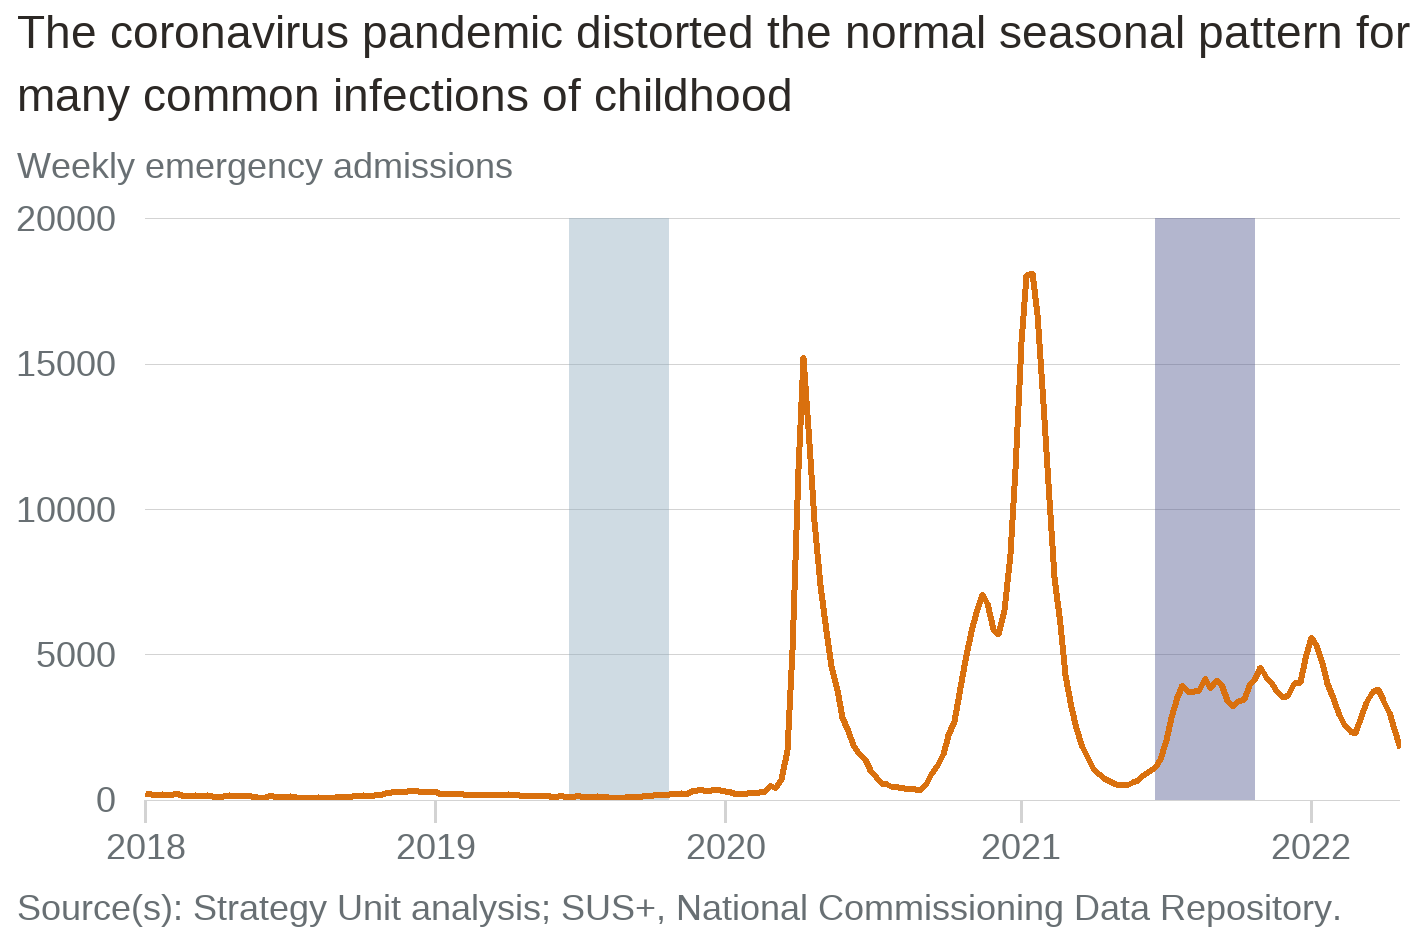 The coronavirus pandemic distorted the normal seasonal pattern for
many common infections of childhood
Weekly emergency admissions
20000
15000
10000
5000
0
2018 2019 2020 2021 2022
Source(s): Strategy Unit analysis; SUS+, National Commissioning Data Repository.